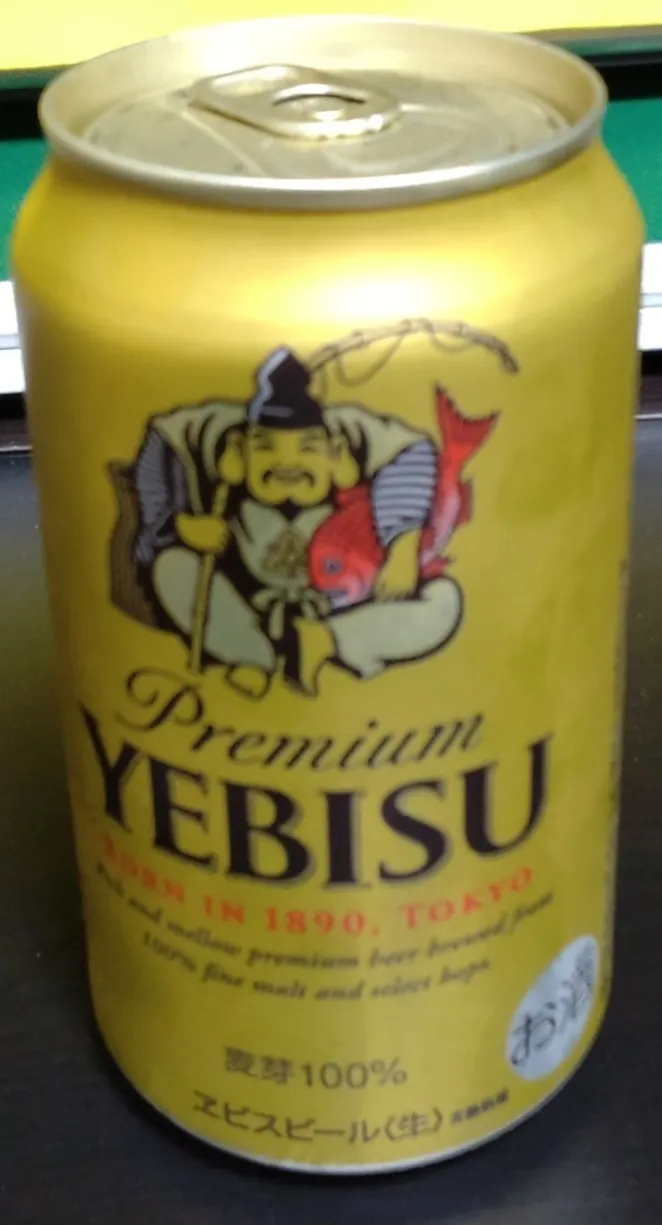 Premium
YEBISU
BORN IN 1890, TOKYO
Rich and mellow premium beer brewed from
100% fine malt and select hops.
お酒
麦芽100%
ヱビスビール〈生〉